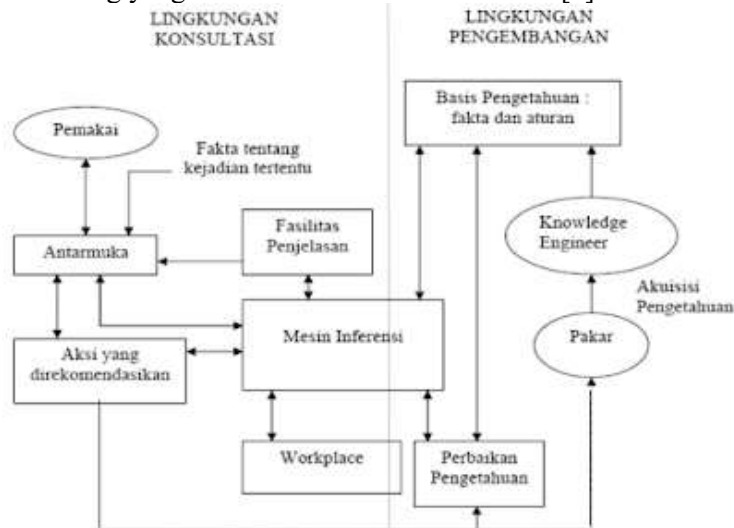 LINGKUNGAN
KONSULTASI
LINGKUNGAN
PENGEMBANGAN
Basis Pengetahuan :
fakta dan aturan
Pemakai
Fakta tentang
kejadian tertentu
Fasilitas
Penjelasan
Knowledge
Engineer
Antarmuka
Akuisisi
Pengetahuan
Mesin Inferensi
Pakar
Aksi yang
direkomendasikan
Workplace
Perbaikan
Pengetahuan